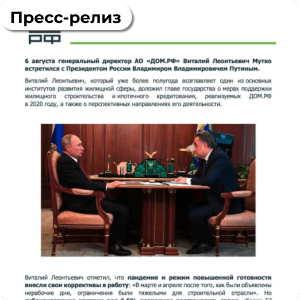 Пресс-релиз
РФ
6 августа генеральный директор АО «ДОМ.РФ» Виталий Леонтьевич Мутко
встретился с Президентом России Владимиром Владимировичем Путиным.
Виталий Леонтьевич, который уже более полугода возглавляет один из основных
институтов развития жилищной сферы, доложил главе государства о мерах поддержки
жилищного строительства и ипотечного кредитования, реализуемых ДОМ.РФ
в 2020 году, а также о перспективных направлениях его деятельности.
Виталий Леонтьевич отметил, что пандемия и режим повышенной готовности
внесли свои коррективы в работу: «В марте и апреле после того, как были объявлены
нерабочие дни, ограничения были тяжелыми для строительной отрасли». Но